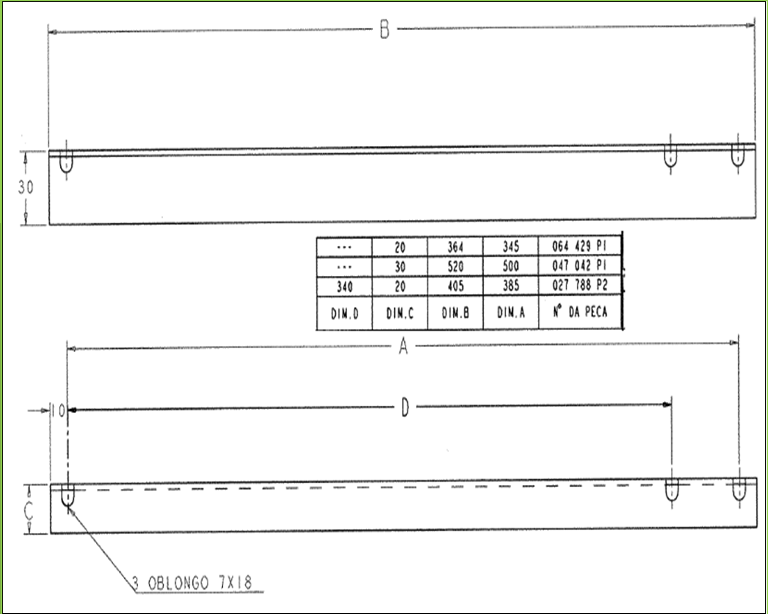 B
30
--- 20 364 345 064 429 P1
--- 30 520 500 047 042 P1
340 20 405 385 027 788 P2
DIM.D DIM.C DIM.B DIM.A Nº DA PECA
A
10
D
C
3 OBLONGO 7X18